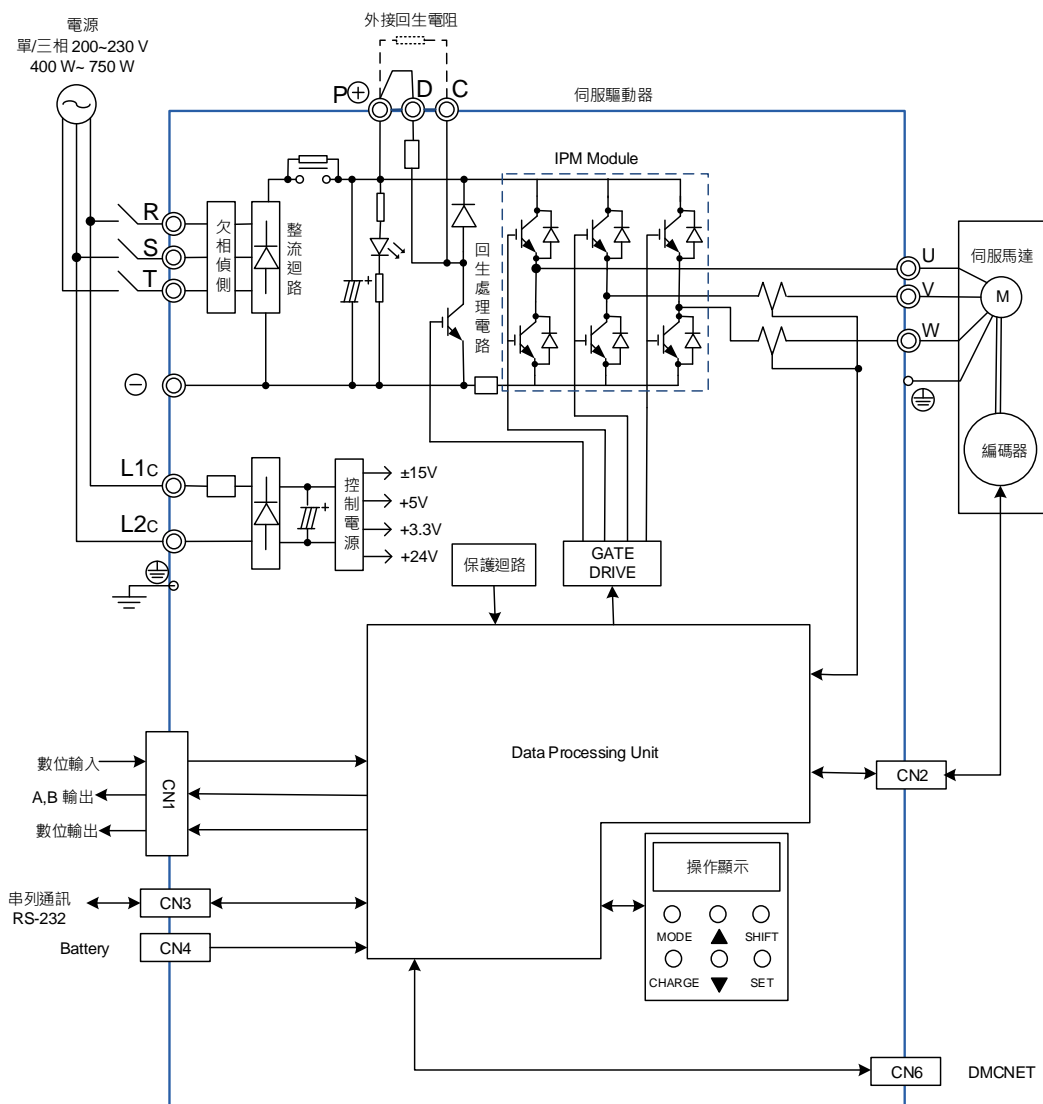 電源
單/三相 200~230 V
400 W~ 750 W
外接回生電阻
P⊕
D
C
伺服驅動器
IPM Module
R
S
T
欠相偵側
整流迴路
回生處理電路
U
V
W
伺服馬達
M
編碼器
⊖
L1c
L2c
控制電源
±15V
+5V
+3.3V
+24V
保護迴路
GATE
DRIVE
Data Processing Unit
數位輸入
A,B 輸出
數位輸出
CN1
CN2
串列通訊
RS-232
CN3
Battery
CN4
操作顯示
MODE
▲
SHIFT
CHARGE
▼
SET
CN6
DMCNET